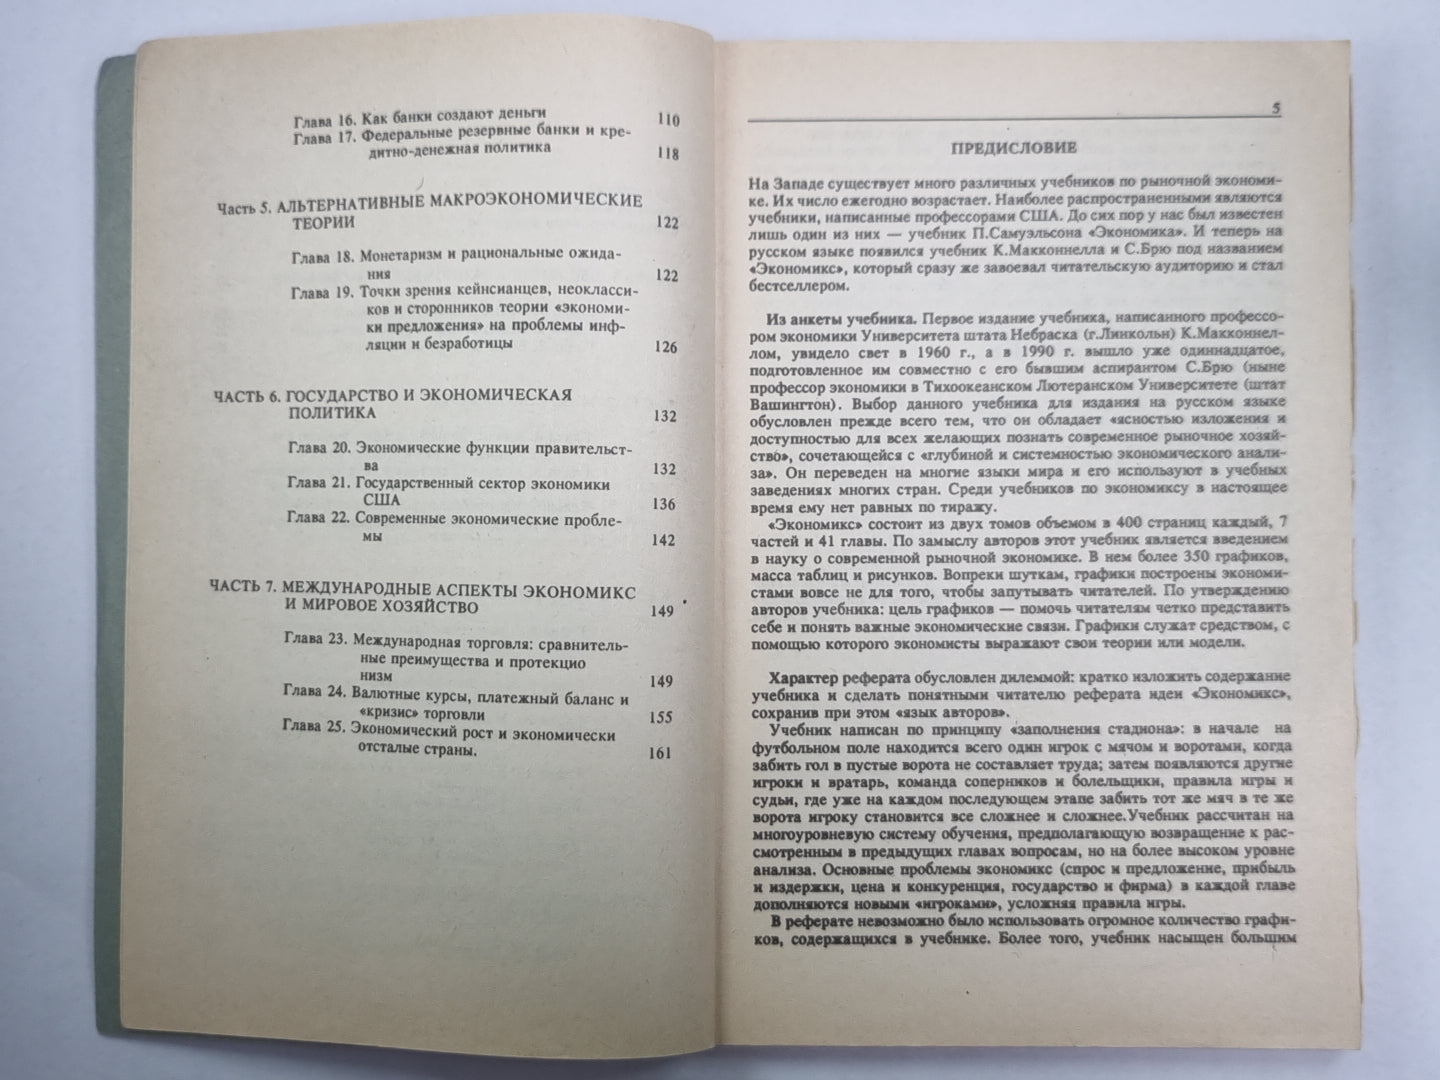 Глава 16. Как банки создают деньги 110
Глава 17. Федеральные резервные банки и кре-
дитно-денежная политика 118
Часть 5. АЛЬТЕРНАТИВНЫЕ МАКРОЭКОНОМИЧЕСКИЕ
ТЕОРИИ 122
Глава 18. Монетаризм и рациональные ожида-
ния 122
Глава 19. Точки зрения кейнсианцев, неокласси-
ков и сторонников теории «экономи-
ки предложения» на проблемы инф-
ляции и безработицы 126
ЧАСТЬ 6. ГОСУДАРСТВО И ЭКОНОМИЧЕСКАЯ
ПОЛИТИКА 132
Глава 20. Экономические функции правительст-
ва 132
Глава 21. Государственный сектор экономики
США 136
Глава 22. Современные экономические пробле-
мы 142
ЧАСТЬ 7. МЕЖДУНАРОДНЫЕ АСПЕКТЫ ЭКОНОМИКС
И МИРОВОЕ ХОЗЯЙСТВО 149
Глава 23. Международная торговля: сравнитель-
ные преимущества и протекцио
низм 149
Глава 24. Валютные курсы, платежный баланс и
«кризис» торговли 155
Глава 25. Экономический рост и экономически
отсталые страны. 161
5
ПРЕДИСЛОВИЕ
На Западе существует много различных учебников по рыночной экономи-
ке. Их число ежегодно возрастает. Наиболее распространенными являются
учебники, написанные профессорами США. До сих пор у нас был известен
лишь один из них — учебник П.Самуэльсона «Экономика». И теперь на
русском языке появился учебник К.Макконнелла и С.Брю под названием
«Экономикс», который сразу же завоевал читательскую аудиторию и стал
бестселлером.
Из анкеты учебника. Первое издание учебника, написанного профессо-
ром экономики Университета штата Небраска (г.Линкольн) К.Макконнел-
лом, увидело свет в 1960 г., а в 1990 г. вышло уже одиннадцатое,
подготовленное им совместно с его бывшим аспирантом С.Брю (ныне
профессор экономики в Тихоокеанском Лютеранском Университете (штат
Вашингтон). Выбор данного учебника для издания на русском языке
обусловлен прежде всего тем, что он обладает «ясностью изложения и
доступностью для всех желающих познать современное рыночное хозяй-
ство», сочетающейся с «глубиной и системностью экономического анали-
за». Он переведен на многие языки мира и его используют в учебных
заведениях многих стран. Среди учебников по экономиксу в настоящее
время ему нет равных по тиражу.
«Экономикс» состоит из двух томов объемом в 400 страниц каждый, 7
частей и 41 главы. По замыслу авторов этот учебник является введением
в науку о современной рыночной экономике. В нем более 350 графиков,
масса таблиц и рисунков. Вопреки шуткам, графики построены экономи-
стами вовсе не для того, чтобы запутывать читателей. По утверждению
авторов учебника: цель графиков — помочь читателям четко представить
себе и понять важные экономические связи. Графики служат средством, с
помощью которого экономисты выражают свои теории или модели.
Характер реферата обусловлен дилеммой: кратко изложить содержание
учебника и сделать понятными читателю реферата идеи «Экономикс»,
сохранив при этом «язык авторов».
Учебник написан по принципу «заполнения стадиона»: в начале на
футбольном поле находится всего один игрок с мячом и воротами, когда
забить гол в пустые ворота не составляет труда; затем появляются другие
игроки и вратарь, команда соперников и болельщики, правила игры и
судьи, где уже на каждом последующем этапе забить тот же мяч в те же
ворота игроку становится все сложнее и сложнее.Учебник рассчитан на
многоуровневую систему обучения, предполагающую возвращение к рас-
смотренным в предыдущих главах вопросам, но на более высоком уровне
анализа. Основные проблемы экономикс (спрос и предложение, прибыль
и издержки, цена и конкуренция, государство и фирма) в каждой главе
дополняются новыми «игроками», усложняя правила игры.
В реферате невозможно было использовать огромное количество графи-
ков, содержащихся в учебнике. Более того, учебник насыщен большим